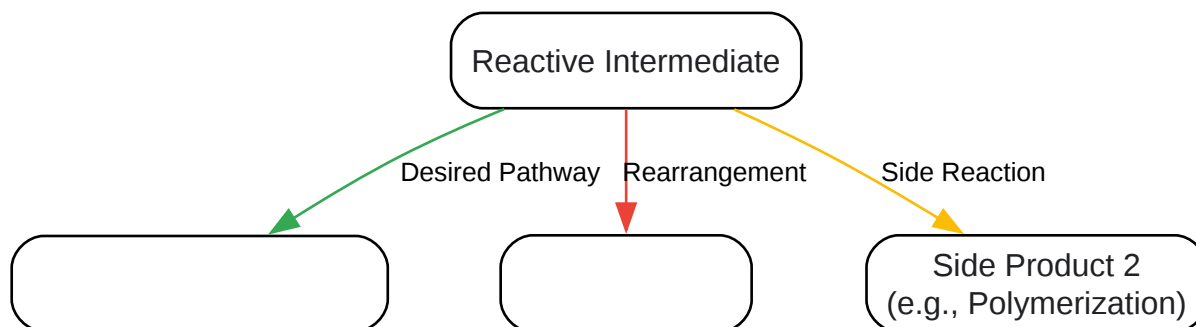 Reactive Intermediate
Desired Pathway
Rearrangement
Side Reaction
Side Product 2
(e.g., Polymerization)